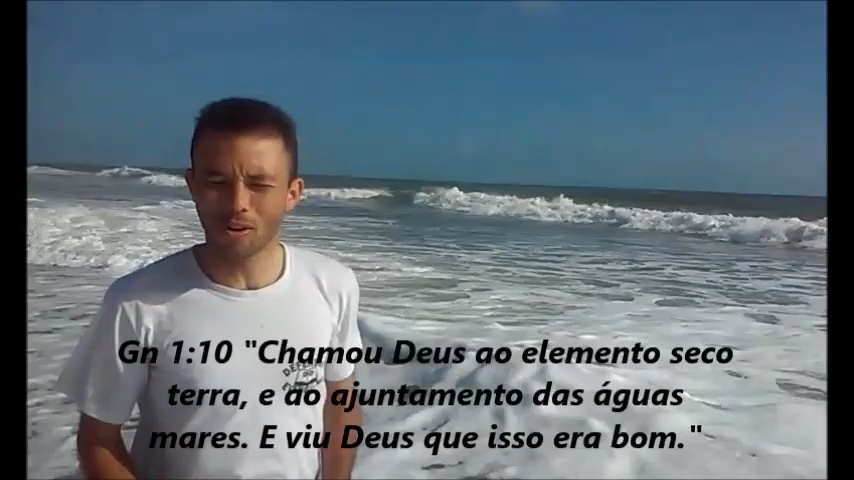 Gn 1:10 "Chamou Deus ao elemento seco
terra, e ao ajuntamento das águas
mares. E viu Deus que isso era bom."